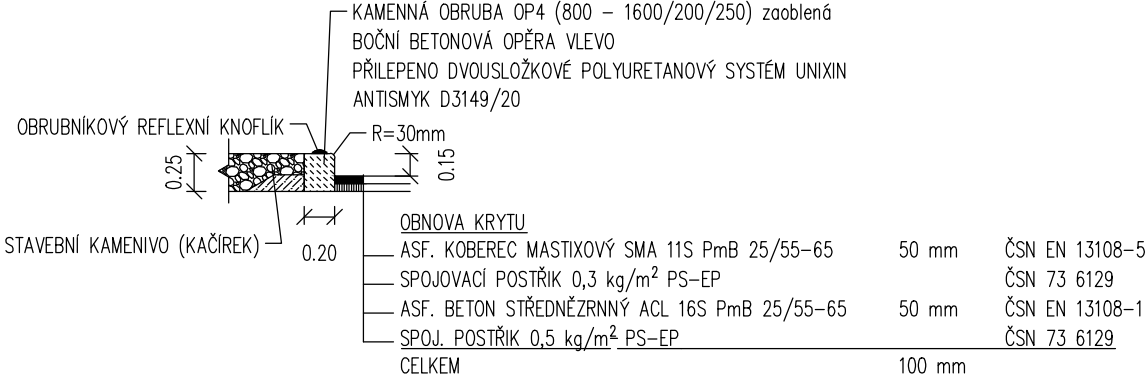 KAMENNÁ OBRUBA OP4 (800 – 1600/200/250) zaoblená
BOČNÍ BETONOVÁ OPĚRA VLEVO
PŘILEPENO DVOUSLOŽKOVÉ POLYURETANOVÝ SYSTÉM UNIXIN
ANTISMYK D3149/20
OBRUBNÍKOVÝ REFLEXNÍ KNOFLÍK
R=30mm
0.25
0.15
STAVEBNÍ KAMENIVO (KAČÍREK)
0.20
OBNOVA KRYTU
ASF. KOBEREC MASTIXOVÝ SMA 11S PmB 25/55–65 50 mm ČSN EN 13108–5
SPOJOVACÍ POSTŘIK 0,3 kg/m² PS–EP ČSN 73 6129
ASF. BETON STŘEDNĚZRNNÝ ACL 16S PmB 25/55–65 50 mm ČSN EN 13108–1
SPOJ. POSTŘIK 0,5 kg/m² PS–EP ČSN 73 6129
CELKEM 100 mm